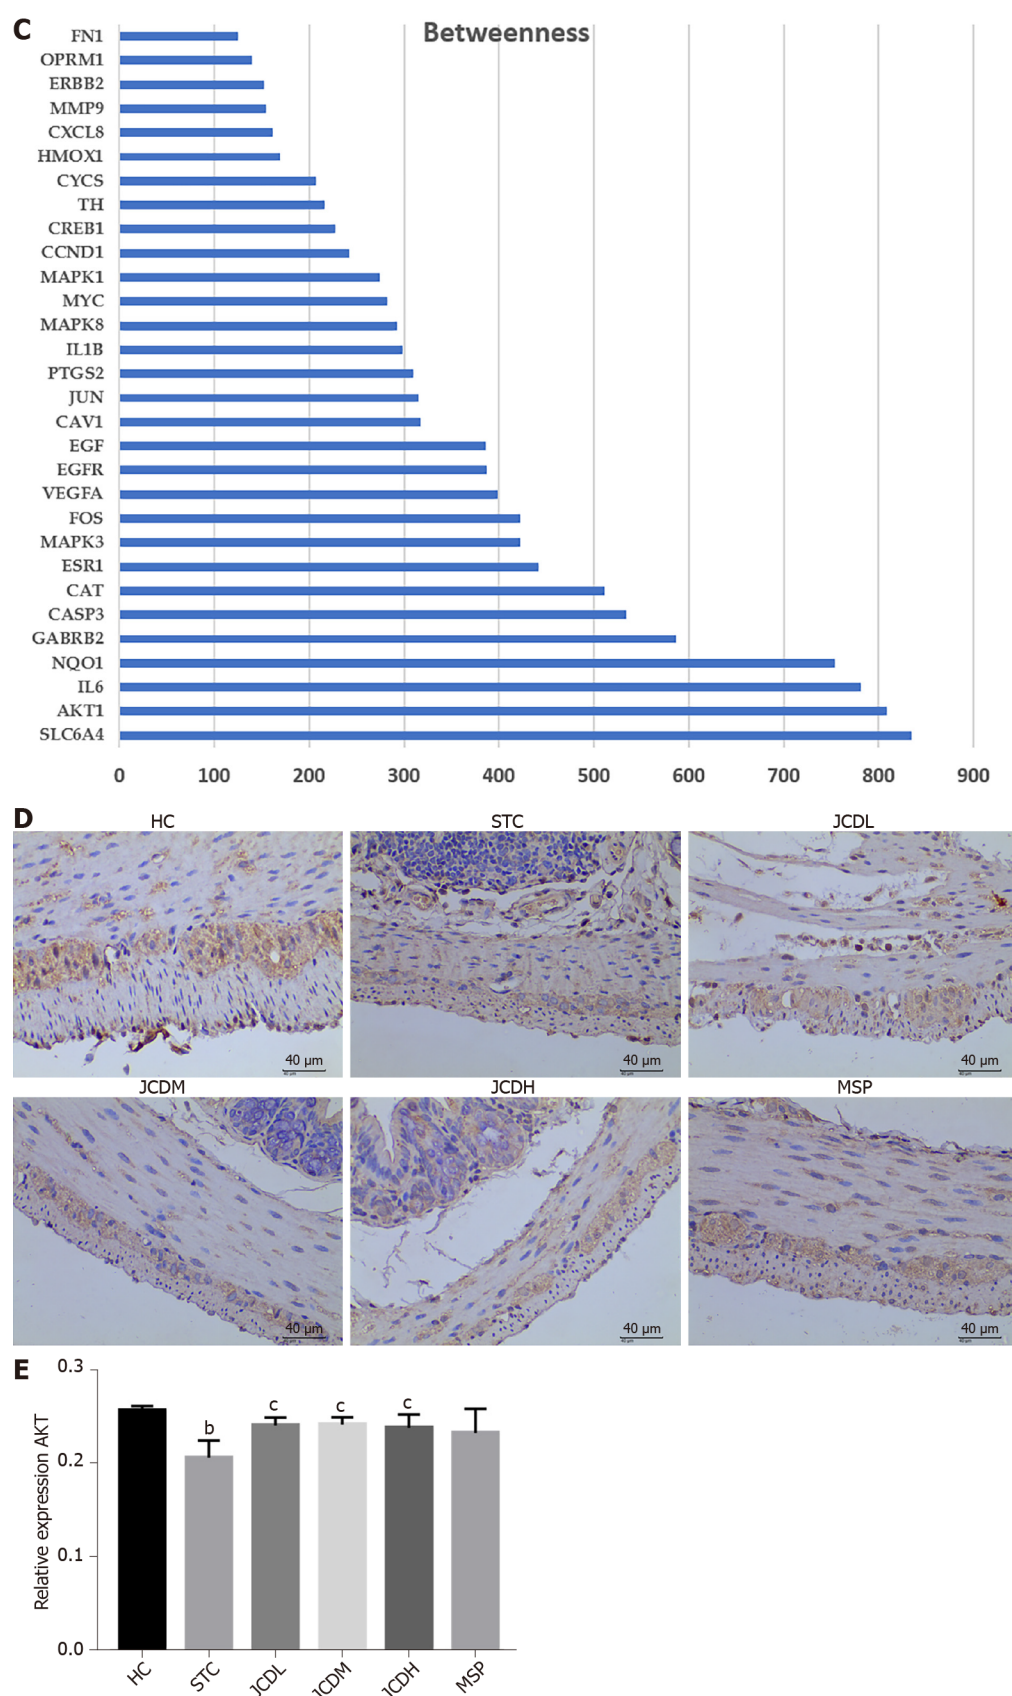 C
Betweenness
FN1
OPRM1
ERBB2
MMP9
CXCL8
HMOX1
CYCS
TH
CREB1
CCND1
MAPK1
MYC
MAPK8
IL1B
PTGS2
JUN
CAV1
EGF
EGFR
VEGFA
FOS
MAPK3
ESR1
CAT
CASP3
GABRB2
NQO1
IL6
AKT1
SLC6A4
0 100 200 300 400 500 600 700 800 900
D
HC STC JCDL
40 µm 40 µm 40 µm
JCDM JCDH MSP
40 µm 40 µm 40 µm
E
Relative expression AKT
0.3
0.2
0.1
0.0
b c c c
HC STC JCDL JCDM JCDH MSP